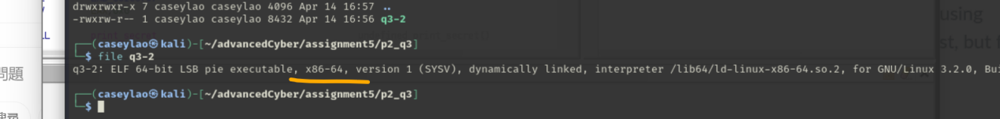 drwxrwxr-x 7 caseylao caseylao 4096 Apr 14 16:57 ..
-rwxrw-r-- 1 caseylao caseylao 8432 Apr 14 16:56 q3-2
using
┌──(caseylao㉿kali)-[~/advancedCyber/assignment5/p2_q3]
└─$ file q3-2
q3-2: ELF 64-bit LSB pie executable, x86-64, version 1 (SYSV), dynamically linked, interpreter /lib64/ld-linux-x86-64.so.2, for GNU/Linux 3.2.0, Bui
問題
┌──(caseylao㉿kali)-[~/advancedCyber/assignment5/p2_q3]
└─$